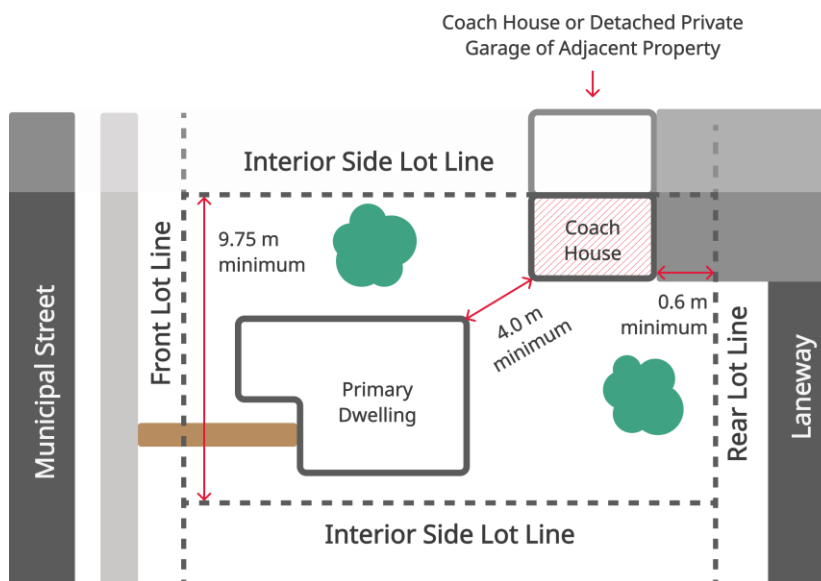 Coach House or Detached Private
Garage of Adjacent Property
Interior Side Lot Line
9.75 m
minimum
Coach
House
0.6 m
minimum
4.0 m
minimum
Primary
Dwelling
Municipal Street
Front Lot Line
Rear Lot Line
Laneway
Interior Side Lot Line